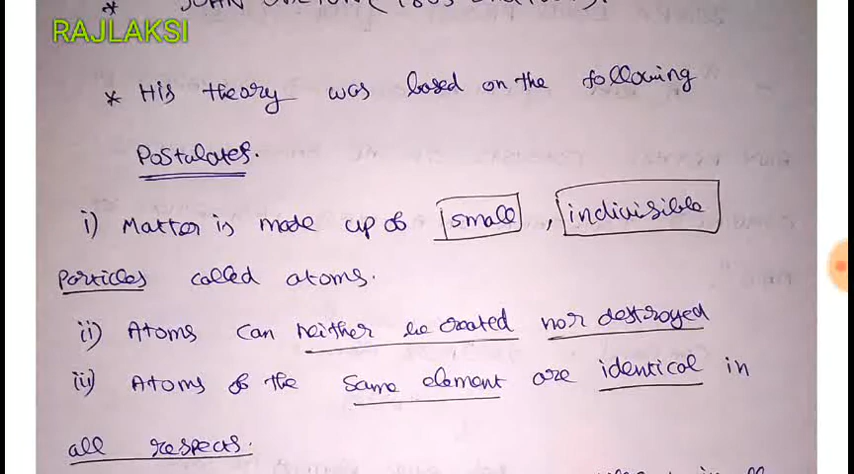 RAJLAKSI
* His theory was based on the following
Postulates.
i) Matter is made up of small, indivisible
Particles called atoms.
ii) Atoms can neither be created nor destroyed
iii) Atoms of the same element are identical in
all respects.